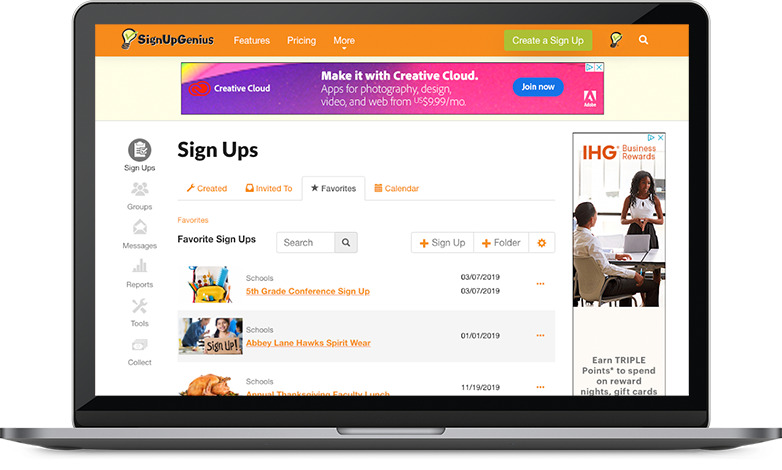 SignUpGenius
Features
Pricing
More
Create a Sign Up
Creative Cloud
Make it with Creative Cloud.
Apps for photography, design,
video, and web from US$9.99/mo.
Join now
Adobe
Sign Ups
Groups
Messages
Reports
Tools
Collect
Sign Ups
Created
Invited To
Favorites
Calendar
Favorites
Favorite Sign Ups
Search
Sign Up
Folder
Schools
5th Grade Conference Sign Up
03/07/2019
03/07/2019
Sign Up!
Schools
Abbey Lane Hawks Spirit Wear
01/01/2019
Schools
Annual Thanksgiving Faculty Lunch
11/19/2019
IHG® Business
Rewards
Earn TRIPLE
Points* to spend
on reward
nights, gift cards